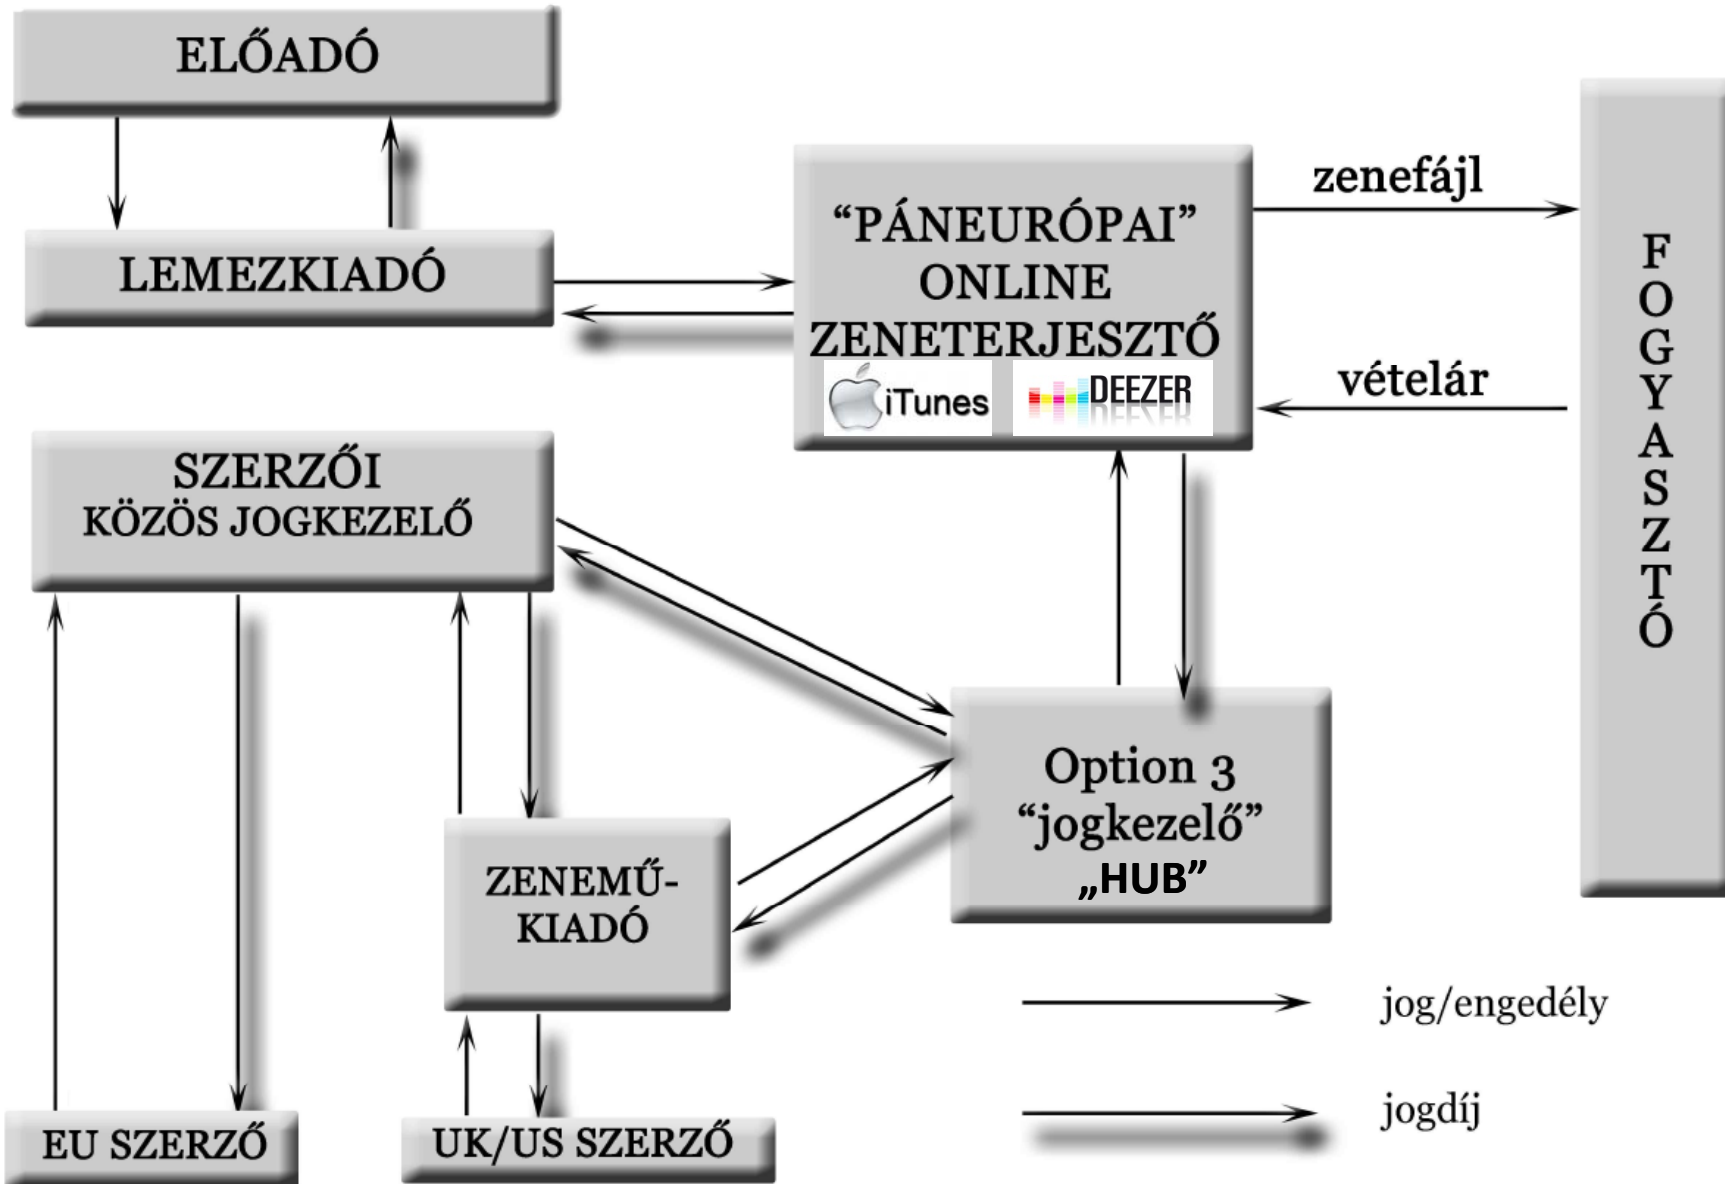 ELŐADÓ
LEMEZKIADÓ
“PÁNEURÓPAI”
ONLINE
ZENETERJESZTŐ
iTunes
DEEZER
zenefájl
vételár
F
O
G
Y
A
S
Z
T
Ó
SZERZŐI
KÖZÖS JOGKEZELŐ
Option 3
“jogkezelő”
„HUB”
ZENEMŰ-
KIADÓ
EU SZERZŐ
UK/US SZERZŐ
jog/engedély
jogdíj